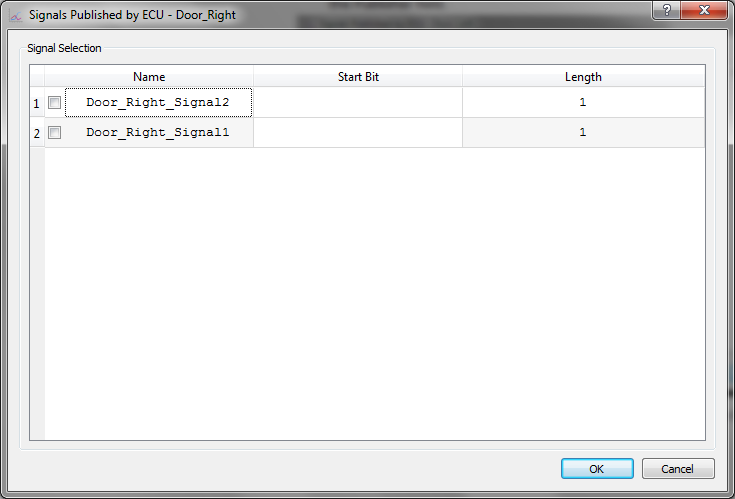 Signals Published by ECU - Door_Right
?
Signal Selection
Name Start Bit Length
1 Door_Right_Signal2 1
2 Door_Right_Signal1 1
OK Cancel